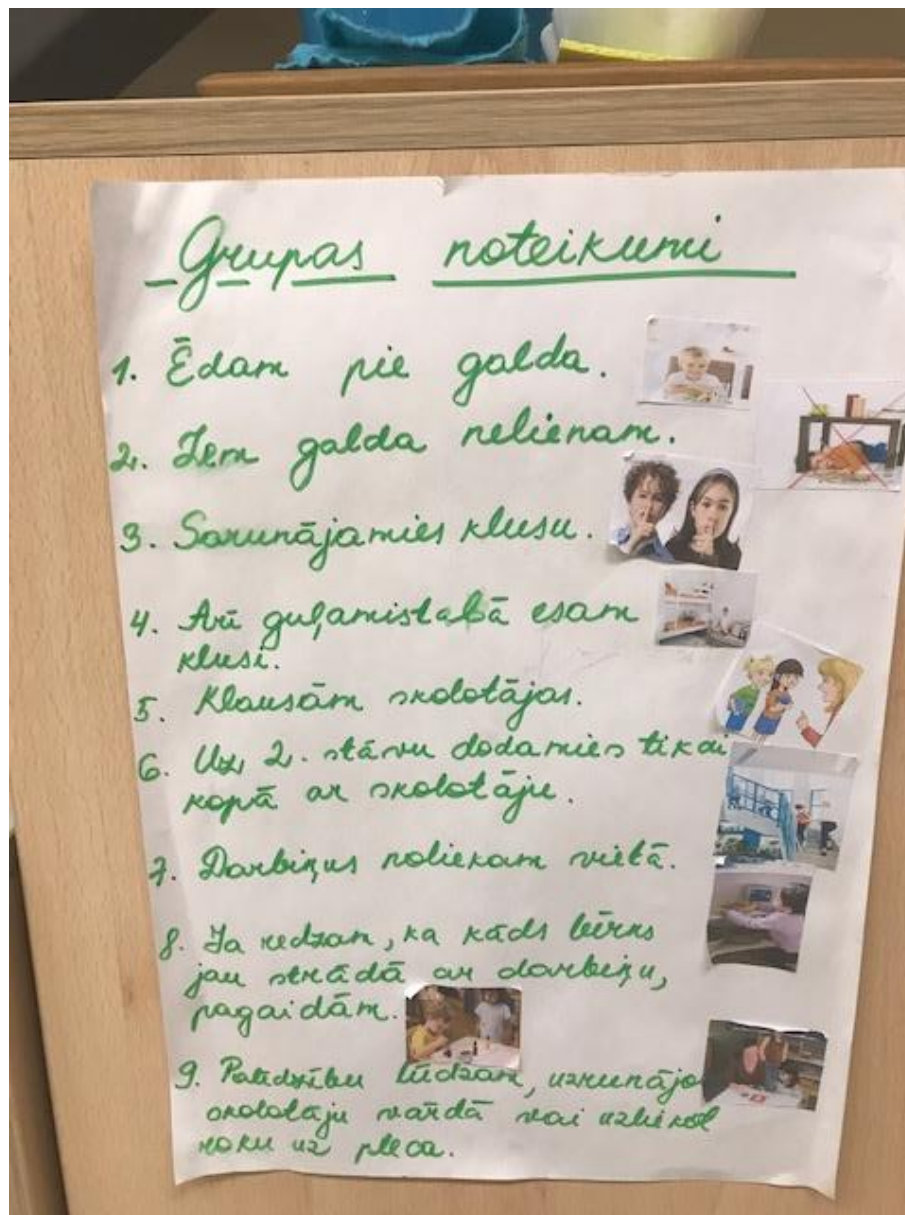 Grupas noteikumi
1. Ēdam pie galda.
2. Zem galda nelienam.
3. Sarunājamies klusu.
4. Arī guļamistabā esam
klusi.
5. Klausām skolotājas.
6. Uz 2. stāvu dodamies tikai
kopā ar skolotāju.
7. Darbiņus noliekam vietā.
8. Ja redzam, ka kāds bērns
jau strādā ar darbiņu,
pagaidām.
9. Palīdzību lūdzam, uzrunājot
skolotāju vārdā vai uzliekot
roku uz pleca.